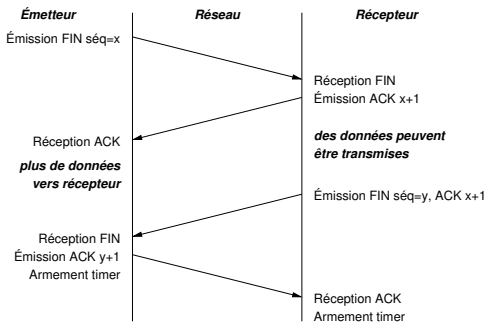 Émetteur
Réseau
Récepteur
Émission FIN séq=x
Réception FIN
Émission ACK x+1
Réception ACK
des données peuvent
être transmises
plus de données
vers récepteur
Émission FIN séq=y, ACK x+1
Réception FIN
Émission ACK y+1
Armement timer
Réception ACK
Armement timer